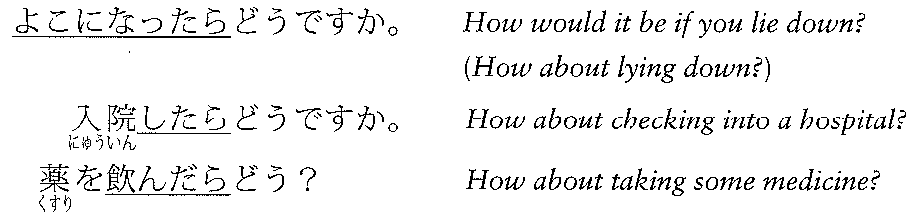 よこになったらどうですか。 How would it be if you lie down?
(How about lying down?)
入院したらどうですか。 How about checking into a hospital?
にゅういん
薬を飲んだらどう？ How about taking some medicine?
くすり